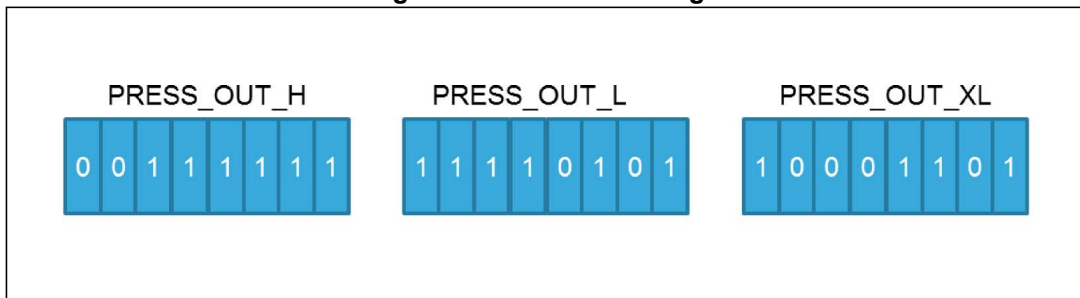 PRESS_OUT_H PRESS_OUT_L PRESS_OUT_XL
0 0 1 1 1 1 1 1 1 1 1 1 0 1 0 1 1 0 0 0 1 1 0 1